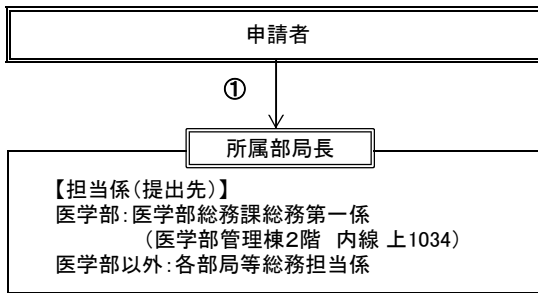 申請者
①
所属部局長
【担当係(提出先)】
医学部:医学部総務課総務第一係
(医学部管理棟2階 内線 上1034)
医学部以外:各部局等総務担当係